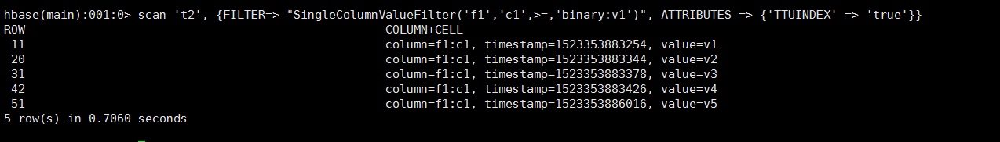 hbase(main):001:0> scan 't2', {FILTER=> "SingleColumnValueFilter('f1','c1',>=,'binary:v1')", ATTRIBUTES => {'TTUINDEX' => 'true'}}
ROW COLUMN+CELL
11 column=f1:c1, timestamp=1523353883254, value=v1
20 column=f1:c1, timestamp=1523353883344, value=v2
31 column=f1:c1, timestamp=1523353883378, value=v3
42 column=f1:c1, timestamp=1523353883426, value=v4
51 column=f1:c1, timestamp=1523353886016, value=v5
5 row(s) in 0.7060 seconds